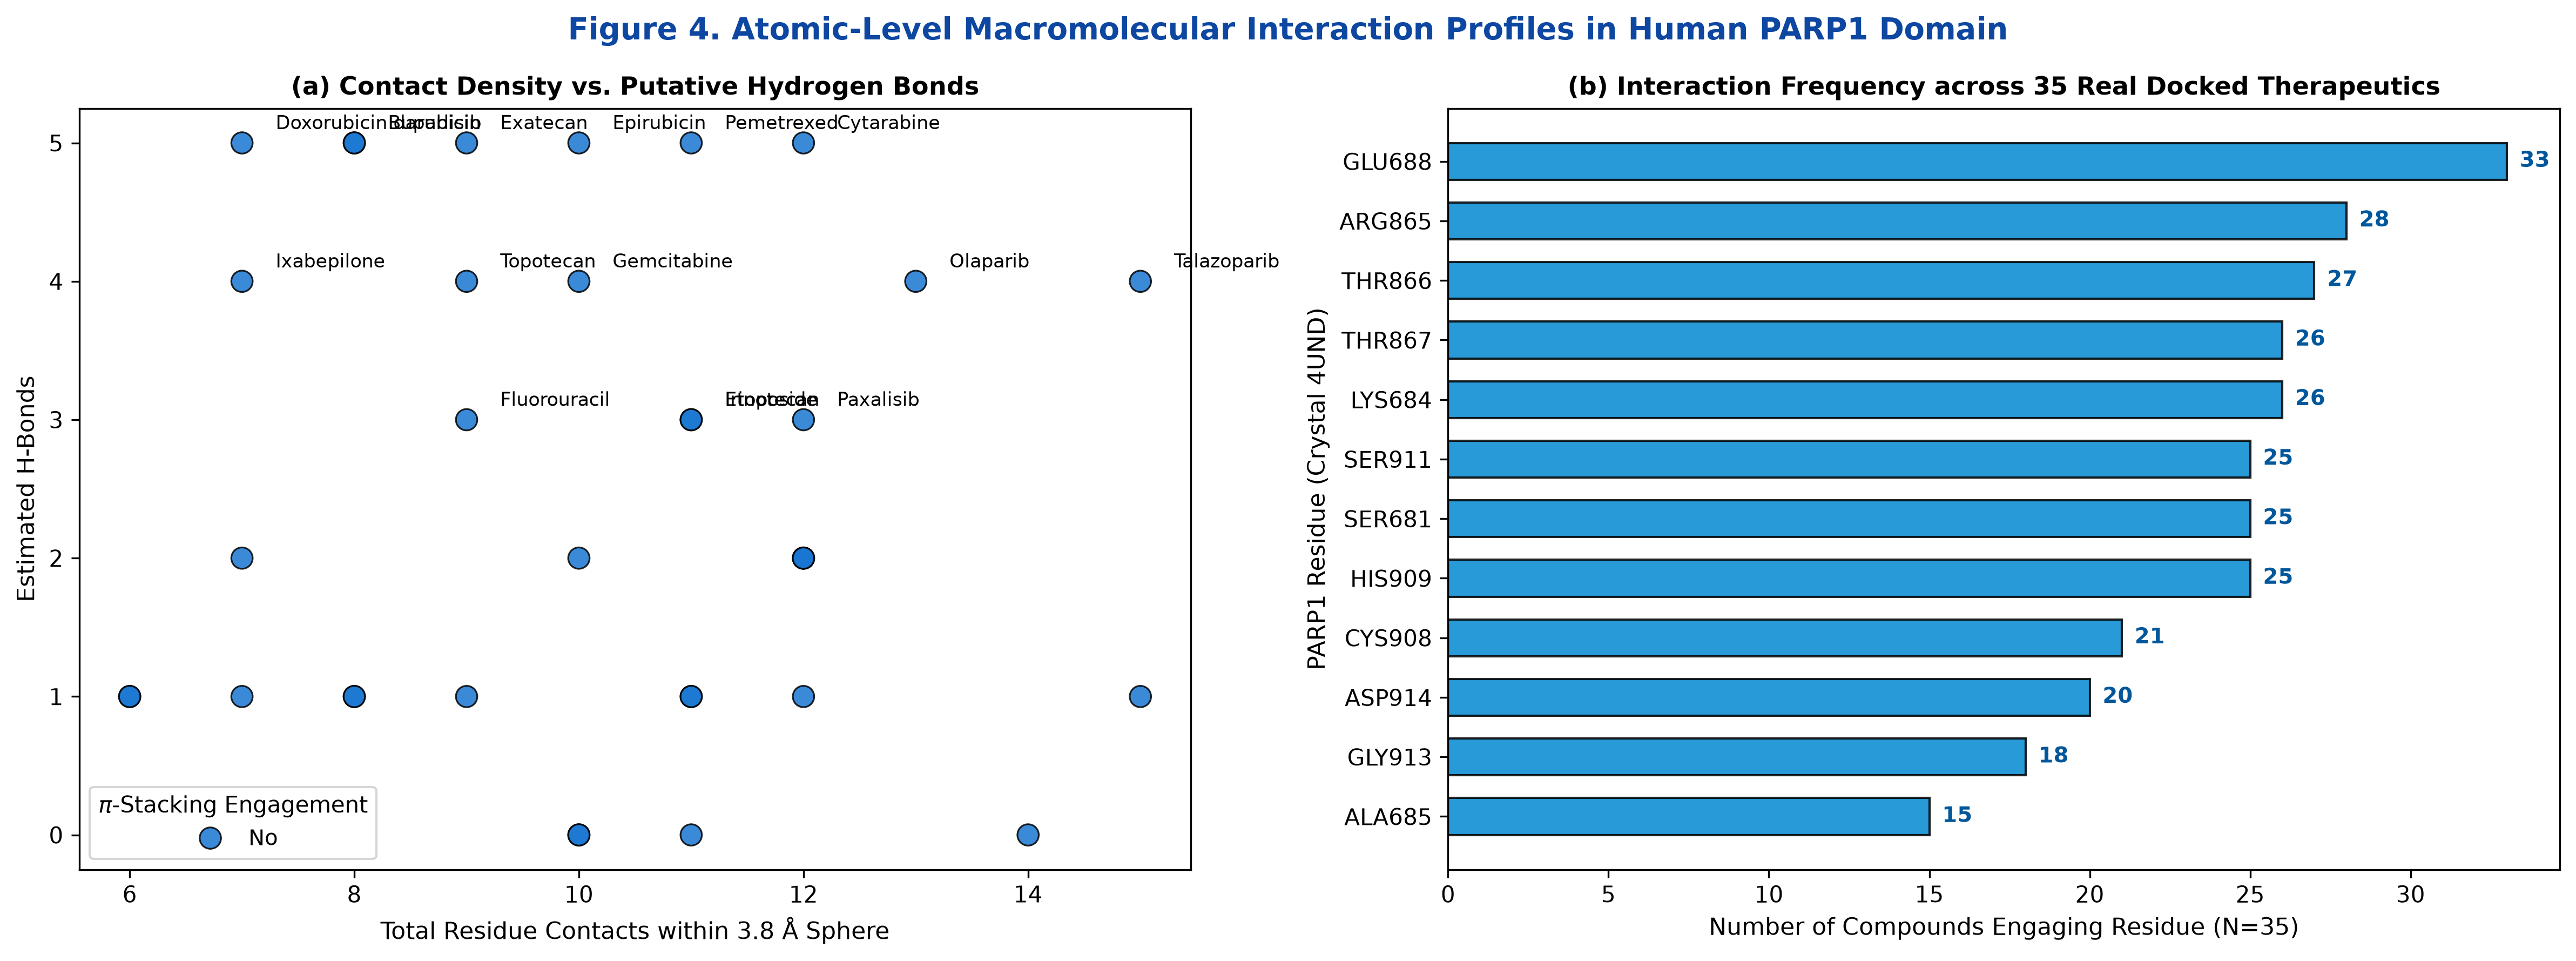 Figure 4. Atomic-Level Macromolecular Interaction Profiles in Human PARP1 Domain
(a) Contact Density vs. Putative Hydrogen Bonds
Doxorubicin
Exatecan
Epirubicin
Pemetrexed
Cytarabine
Ixabepilone
Topotecan
Gemcitabine
Olaparib
Talazoparib
Fluorouracil
Paxalisib
5
4
3
2
1
0
Estimated H-Bonds
π-Stacking Engagement
No
6
8
10
12
14
Total Residue Contacts within 3.8 Å Sphere
(b) Interaction Frequency across 35 Real Docked Therapeutics
PARP1 Residue (Crystal 4UND)
GLU688 33
ARG865 28
THR866 27
THR867 26
LYS684 26
SER911 25
SER681 25
HIS909 25
CYS908 21
ASP914 20
GLY913 18
ALA685 15
0
5
10
15
20
25
30
Number of Compounds Engaging Residue (N=35)